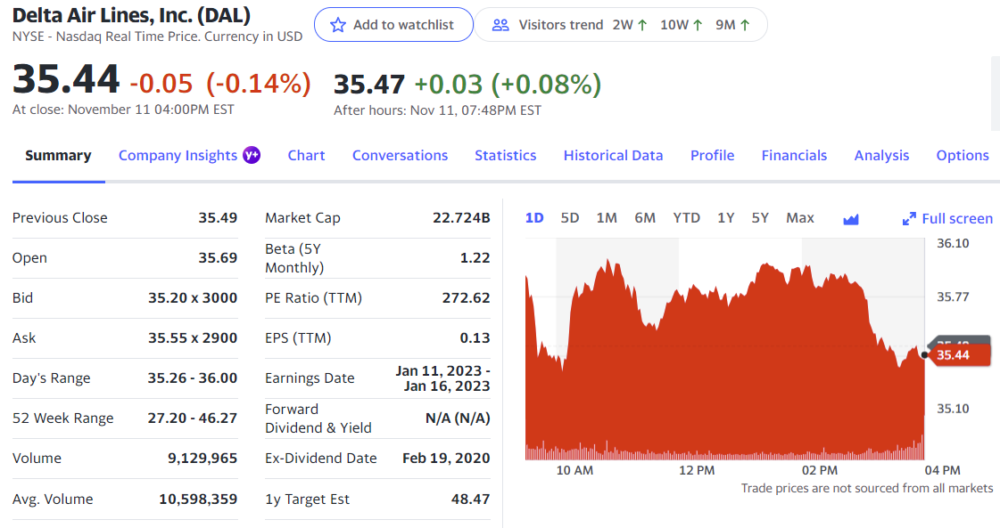 Delta Air Lines, Inc. (DAL)
NYSE - Nasdaq Real Time Price. Currency in USD
Add to watchlist
Visitors trend 2W ↑ 10W ↑ 9M ↑
35.44 -0.05 (-0.14%)
At close: November 11 04:00PM EST
35.47 +0.03 (+0.08%)
After hours: Nov 11, 07:48PM EST
Summary Company Insights y+ Chart Conversations Statistics Historical Data Profile Financials Analysis Options
Previous Close 35.49
Open 35.69
Bid 35.20 x 3000
Ask 35.55 x 2900
Day's Range 35.26 - 36.00
52 Week Range 27.20 - 46.27
Volume 9,129,965
Avg. Volume 10,598,359
Market Cap 22.724B
Beta (5Y
Monthly) 1.22
PE Ratio (TTM) 272.62
EPS (TTM) 0.13
Earnings Date Jan 11, 2023 -
Jan 16, 2023
Forward
Dividend & Yield N/A (N/A)
Ex-Dividend Date Feb 19, 2020
1y Target Est 48.47
1D 5D 1M 6M YTD 1Y 5Y Max Full screen
36.10
35.77
35.44
35.10
10 AM 12 PM 02 PM 04 PM
Trade prices are not sourced from all markets